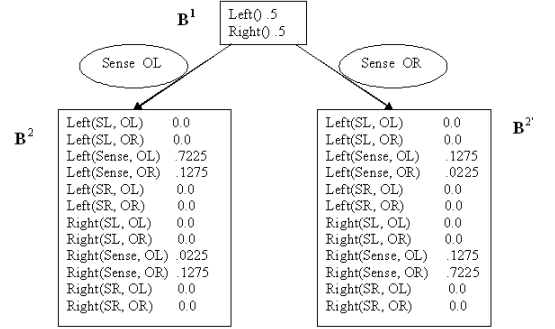 B1
Left() .5
Right() .5
Sense OL
Sense OR
B2
Left(SL, OL) 0.0
Left(SL, OR) 0.0
Left(Sense, OL) .7225
Left(Sense, OR) .1275
Left(SR, OL) 0.0
Left(SR, OR) 0.0
Right(SL, OL) 0.0
Right(SL, OR) 0.0
Right(Sense, OL) .0225
Right(Sense, OR) .1275
Right(SR, OL) 0.0
Right(SR, OR) 0.0
B2'
Left(SL, OL) 0.0
Left(SL, OR) 0.0
Left(Sense, OL) .1275
Left(Sense, OR) .0225
Left(SR, OL) 0.0
Left(SR, OR) 0.0
Right(SL, OL) 0.0
Right(SL, OR) 0.0
Right(Sense, OL) .1275
Right(Sense, OR) .7225
Right(SR, OL) 0.0
Right(SR, OR) 0.0